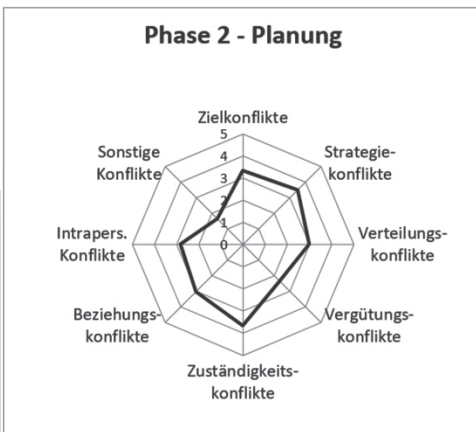 Phase 2 - Planung
Zielkonflikte
5
4
3
2
1
0
Strategie-
konflikte
Verteilungs-
konflikte
Vergütungs-
konflikte
Zuständigkeits-
konflikte
Beziehungs-
konflikte
Intrapers.
Konflikte
Sonstige
Konflikte